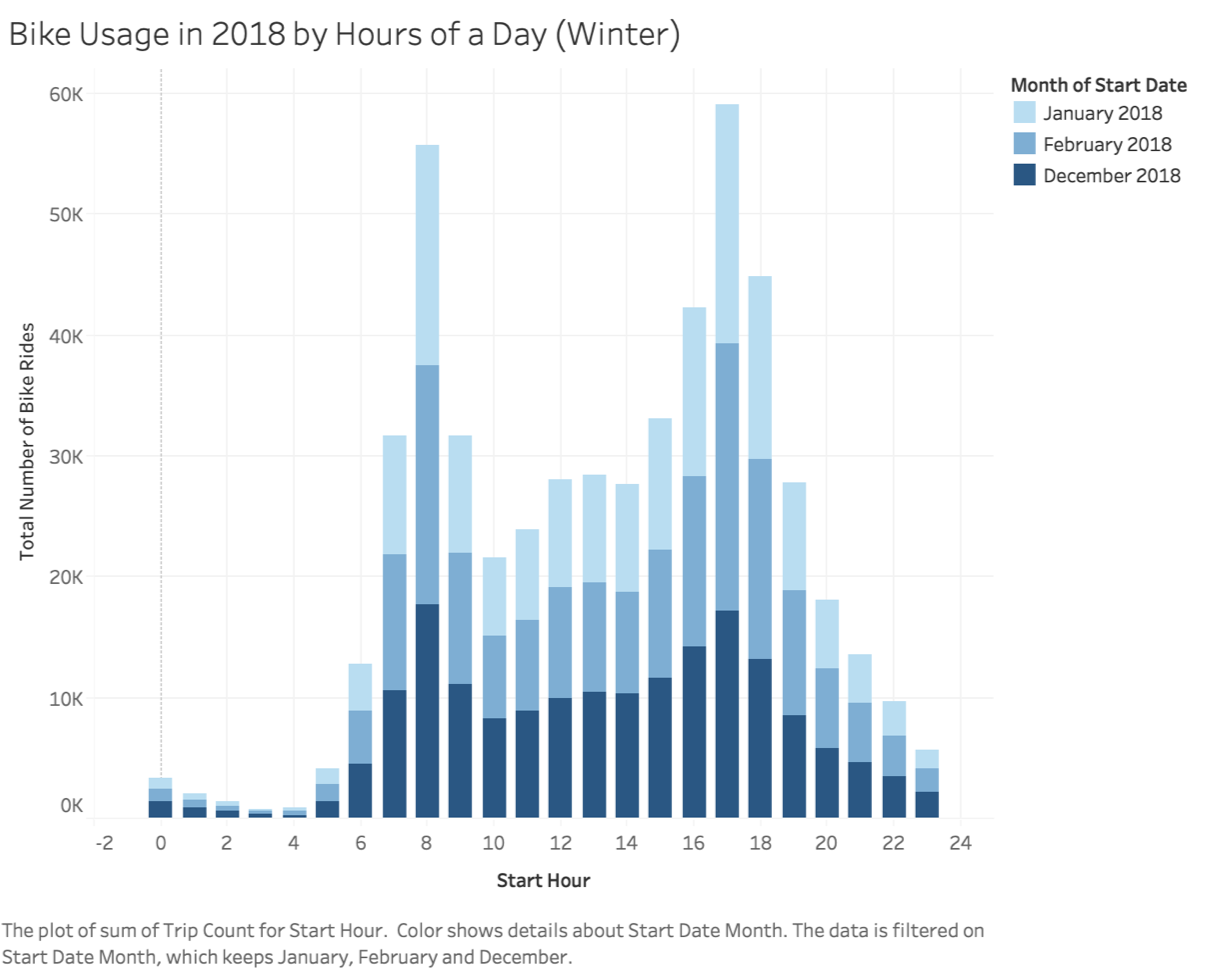 Bike Usage in 2018 by Hours of a Day (Winter)
Month of Start Date
January 2018
February 2018
December 2018
Total Number of Bike Rides
60K
50K
40K
30K
20K
10K
0K
-2 0 2 4 6 8 10 12 14 16 18 20 22 24
Start Hour
The plot of sum of Trip Count for Start Hour.  Color shows details about Start Date Month. The data is filtered on
Start Date Month, which keeps January, February and December.